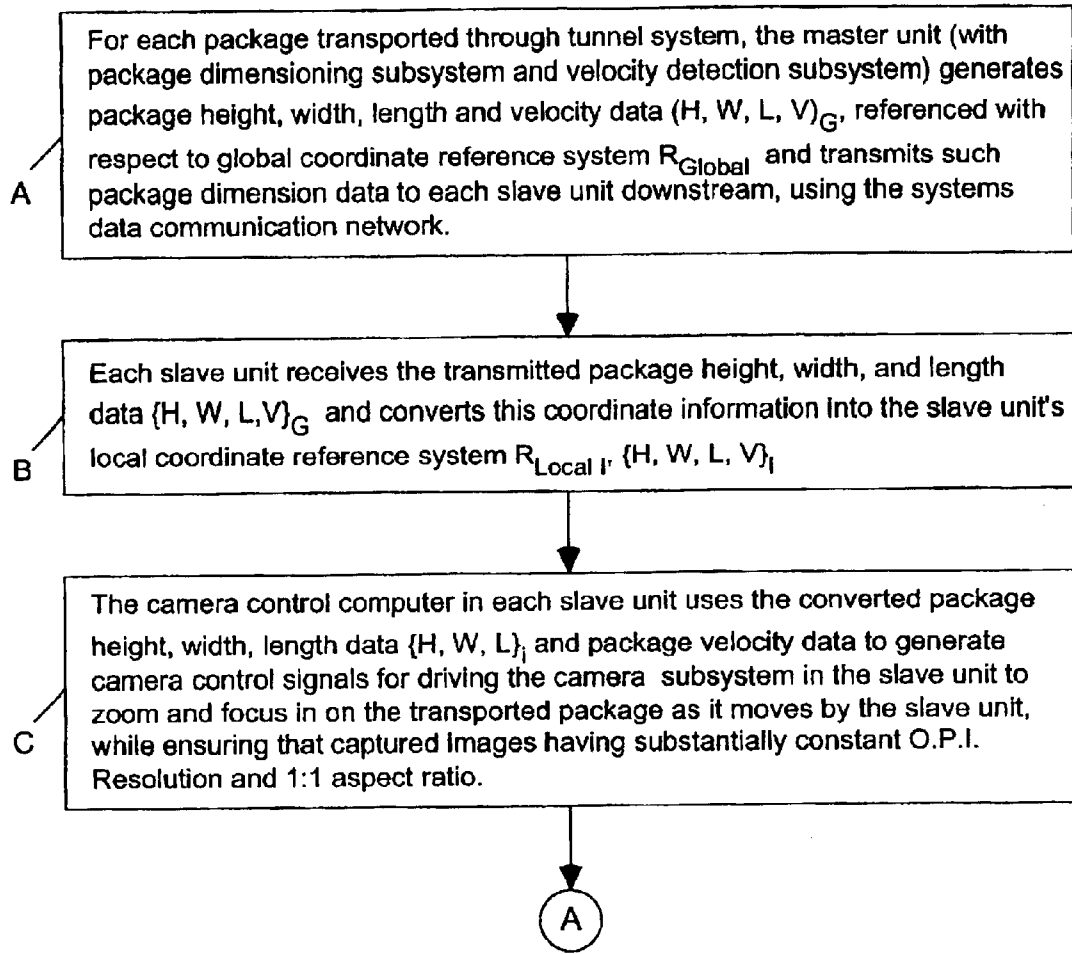 For each package transported through tunnel system, the master unit (with
package dimensioning subsystem and velocity detection subsystem) generates
package height, width, length and velocity data (H, W, L, V)G, referenced with
respect to global coordinate reference system RGlobal and transmits such
package dimension data to each slave unit downstream, using the systems
data communication network.
A
Each slave unit receives the transmitted package height, width, and length
data {H, W, L,V}G and converts this coordinate information into the slave unit's
local coordinate reference system RLocal I, {H, W, L, V}I
B
The camera control computer in each slave unit uses the converted package
height, width, length data {H, W, L}i and package velocity data to generate
camera control signals for driving the camera subsystem in the slave unit to
zoom and focus in on the transported package as it moves by the slave unit,
while ensuring that captured images having substantially constant O.P.I.
Resolution and 1:1 aspect ratio.
C
A